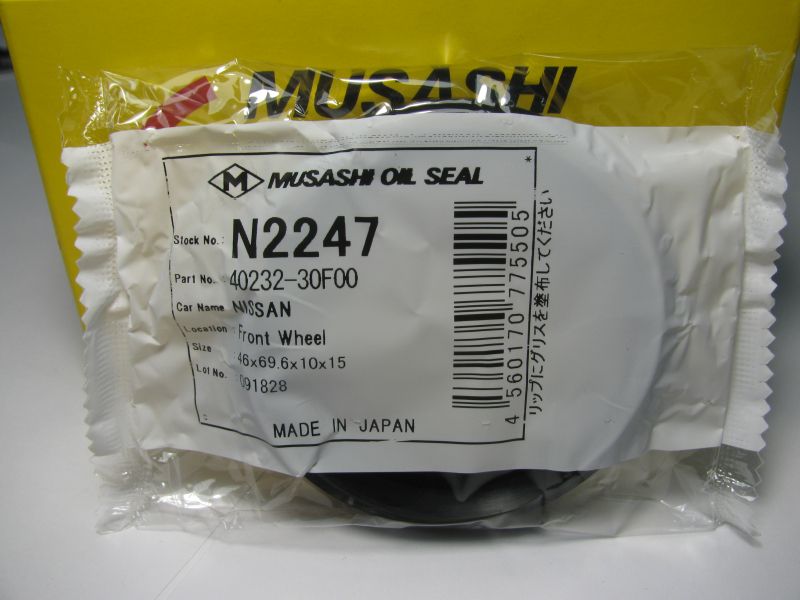 MUSASHI
M MUSASHI OIL SEAL
*
Stock No.: N2247
Part No. 40232-30F00
Car Name NISSAN
Location Front Wheel
Size 46x69.6x10x15
Lot No. 091828
MADE IN JAPAN
4 560170 775505
リップにグリスを塗布してください